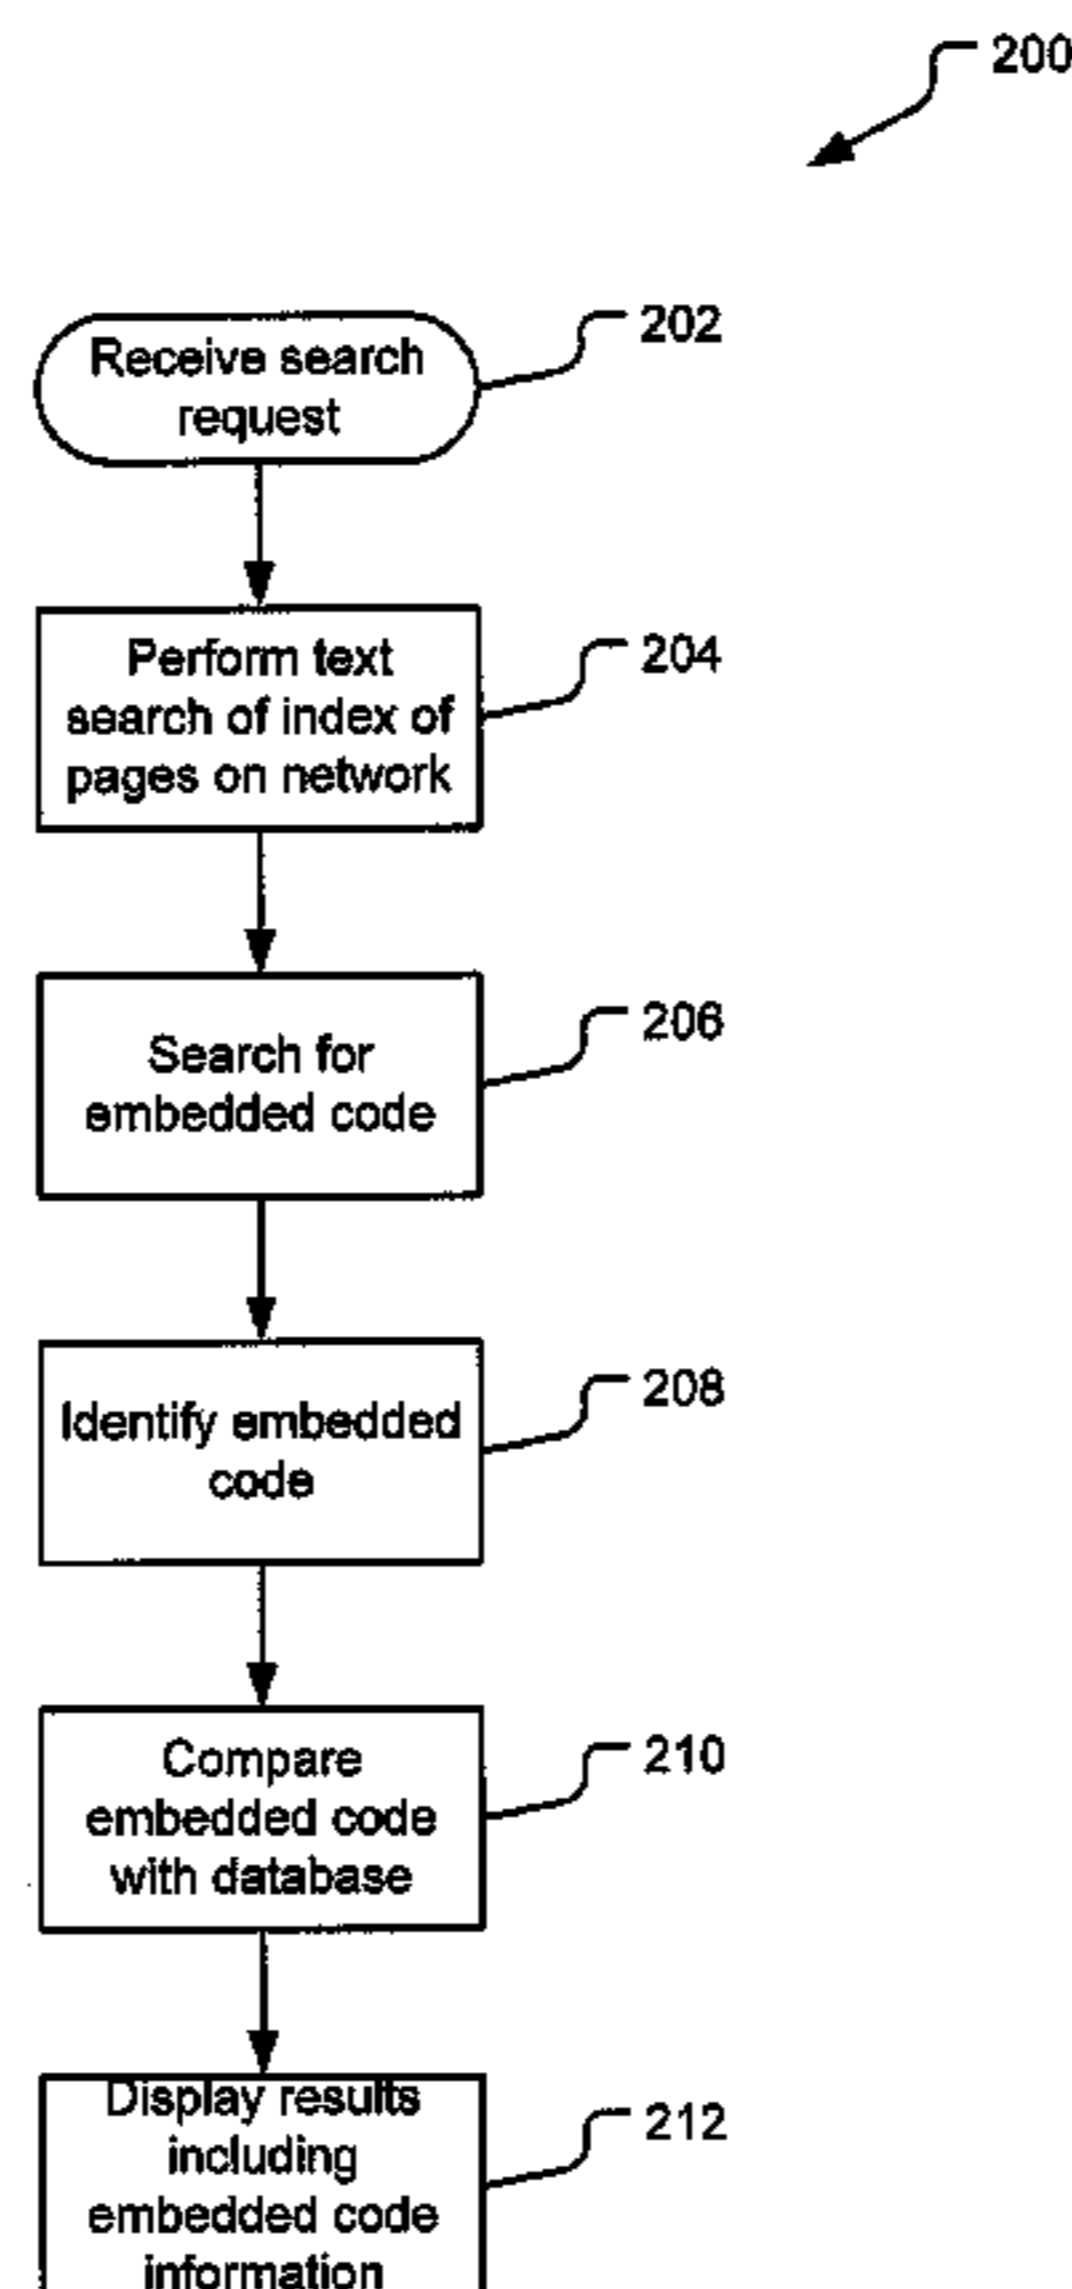 200
Receive search
request
202
Perform text
search of index of
pages on network
204
Search for
embedded code
206
Identify embedded
code
208
Compare
embedded code
with database
210
Display results
including
embedded code
information
212